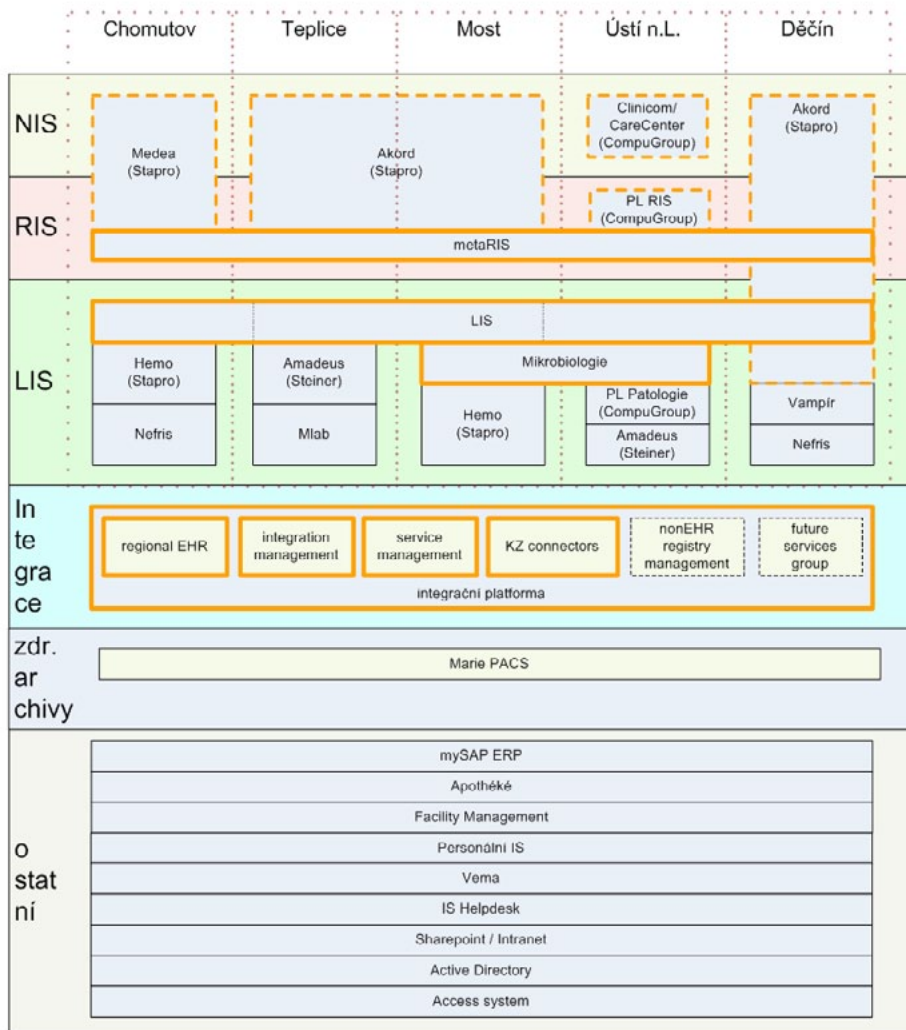 Chomutov
Teplice
Most
Ústí n.L.
Děčín
NIS
Medea
(Stapro)
Akord
(Stapro)
Clinicom/
CareCenter
(CompuGroup)
Akord
(Stapro)
RIS
PL RIS
(CompuGroup)
metaRIS
LIS
LIS
Hemo
(Stapro)
Nefris
Amadeus
(Steiner)
Mlab
Mikrobiologie
Hemo
(Stapro)
PL Patologie
(CompuGroup)
Amadeus
(Steiner)
Vampír
Nefris
In
te
gra
ce
regional EHR
integration
management
service
management
KZ connectors
nonEHR
registry
management
future
services
group
integrační platforma
zdr.
ar
chivy
Marie PACS
o
stat
ní
mySAP ERP
Apothéké
Facility Management
Personální IS
Vema
IS Helpdesk
Sharepoint / Intranet
Active Directory
Access system